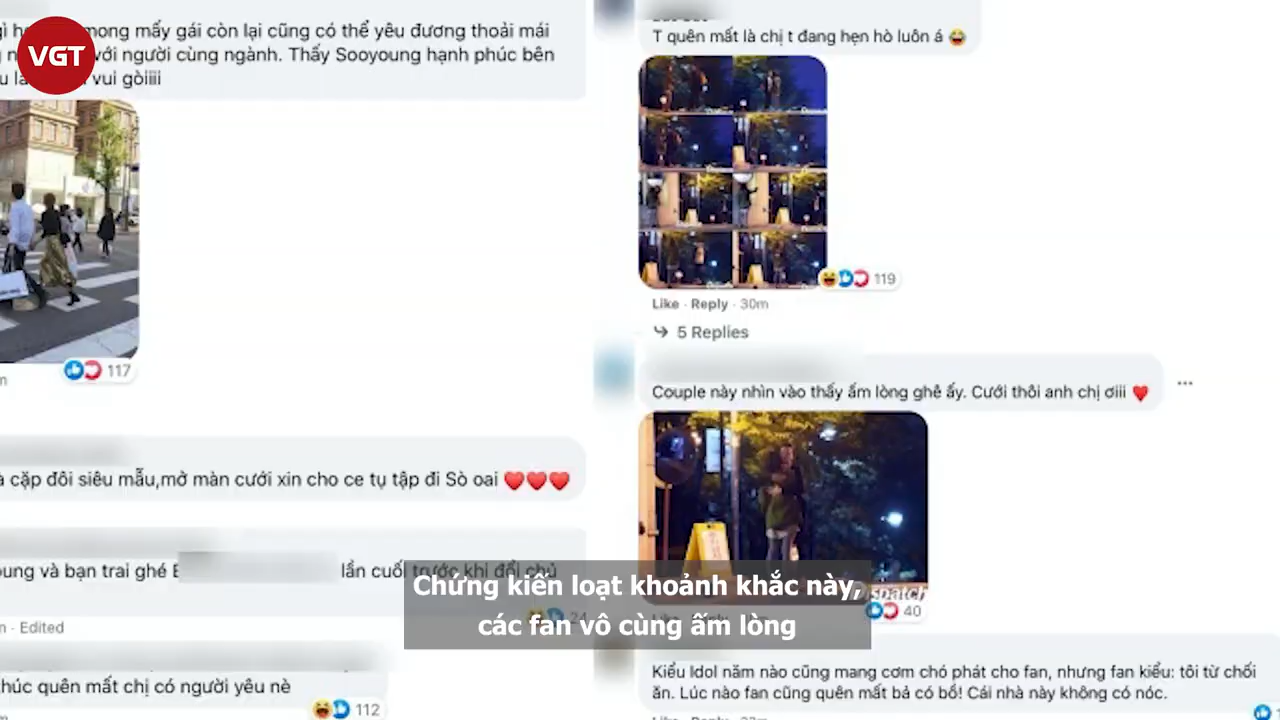 VGT
mong mấy gái còn lại cũng có thể yêu đương thoải mái
với người cùng ngành. Thấy Sooyoung hạnh phúc bên
vui gòiiii
117
à cặp đôi siêu mẫu,mở màn cưới xin cho ce tụ tập đi Sò oai ❤️❤️❤️
oung và bạn trai ghé
lần cuối trước khi đổi chủ
24
· Edited
húc quên mất chị có người yêu nè
112
T quên mất là chị t đang hẹn hò luôn á 😂
119
Like · Reply · 30m
5 Replies
Couple này nhìn vào thấy ấm lòng ghê ấy. Cưới thôi anh chị ơiii ❤️
...
40
Chứng kiến loạt khoảnh khắc này,
các fan vô cùng ấm lòng
Kiểu Idol năm nào cũng mang cơm chó phát cho fan, nhưng fan kiểu: tôi từ chối
ăn. Lúc nào fan cũng quên mất bả có bồ! Cái nhà này không có nóc.